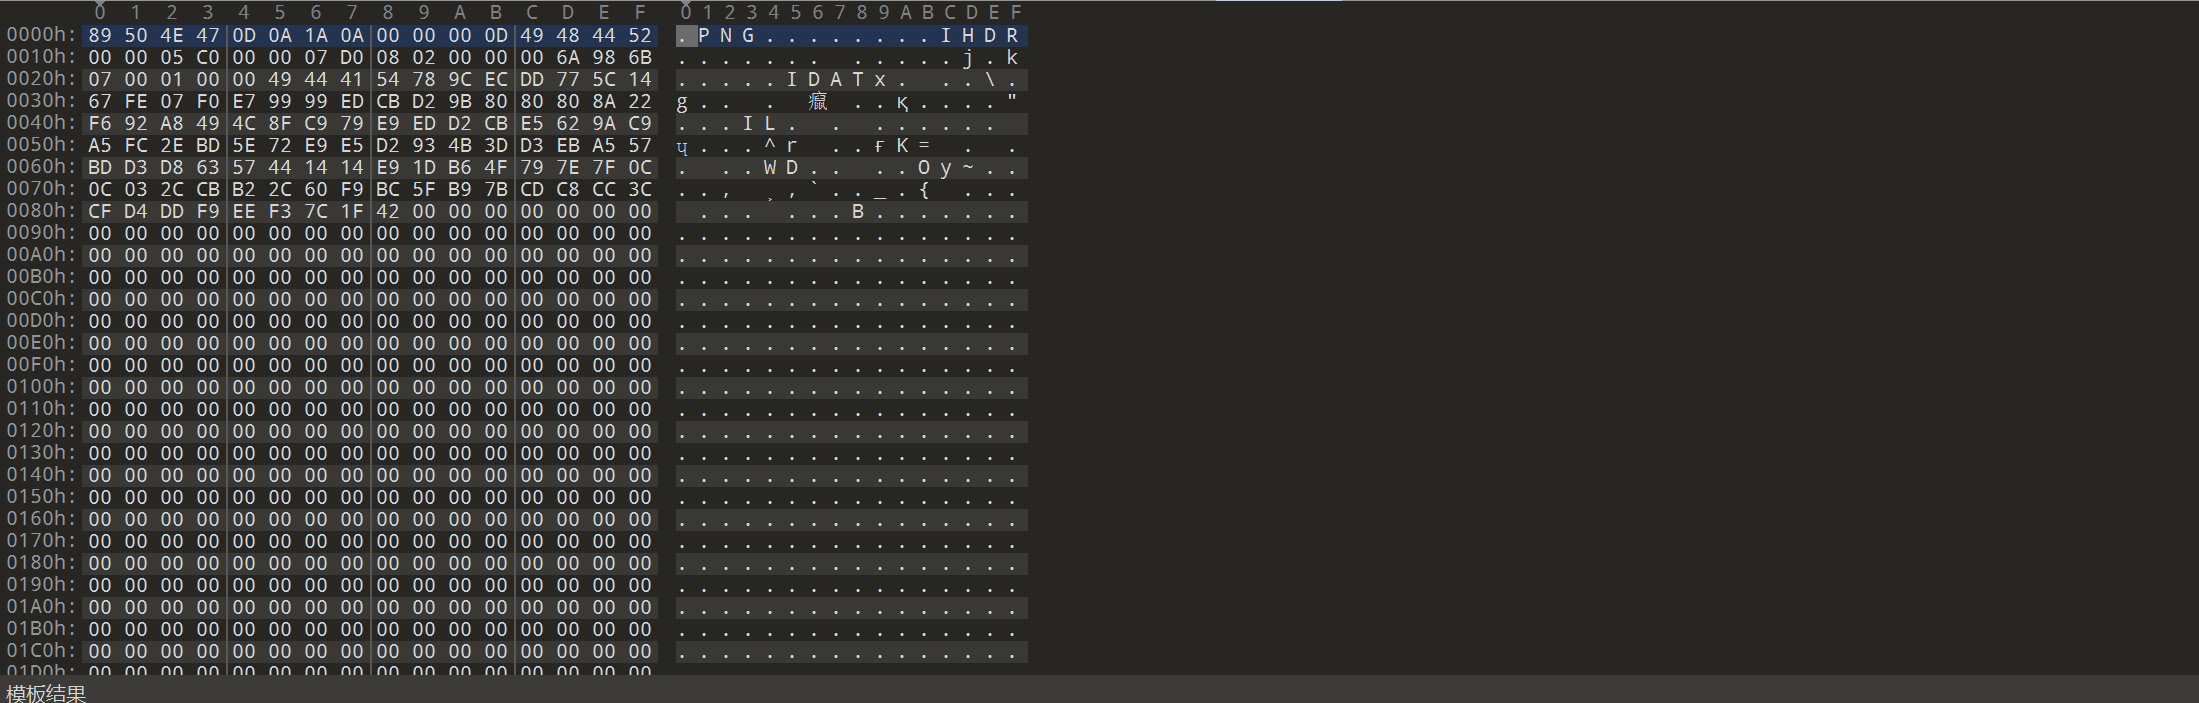 0 1 2 3 4 5 6 7 8 9 A B C D E F 0 1 2 3 4 5 6 7 8 9 A B C D E F
0000h: 89 50 4E 47 0D 0A 1A 0A 00 00 00 0D 49 48 44 52 . P N G . . . . . . . . I H D R
0010h: 00 00 05 C0 00 00 07 D0 08 02 00 00 00 6A 98 6B . . . . . . . . . . . . j . k
0020h: 07 00 01 00 00 49 44 41 54 78 9C EC DD 77 5C 14 . . . . . I D A T x . . . \ .
0030h: 67 FE 07 F0 E7 99 99 ED CB D2 9B 80 80 80 8A 22 g . . . 癙 . . қ . . . . "
0040h: F6 92 A8 49 4C 8F C9 79 E9 ED D2 CB E5 62 9A C9 . . . I L . . . . . . .
0050h: A5 FC 2E BD 5E 72 E9 E5 D2 93 4B 3D D3 EB A5 57 ҷ . . . ^ r . . ғ K = . .
0060h: BD D3 D8 63 57 44 14 14 E9 1D B6 4F 79 7E 7F 0C . . . W D . . . . O y ~ . .
0070h: 0C 03 2C CB B2 2C 60 F9 BC 5F B9 7B CD C8 CC 3C . . , ˲ , ` . . _ . { . . .
0080h: CF D4 DD F9 EE F3 7C 1F 42 00 00 00 00 00 00 00 . . . . . . B . . . . . . .
0090h: 00 00 00 00 00 00 00 00 00 00 00 00 00 00 00 00 . . . . . . . . . . . . . . . .
00A0h: 00 00 00 00 00 00 00 00 00 00 00 00 00 00 00 00 . . . . . . . . . . . . . . . .
00B0h: 00 00 00 00 00 00 00 00 00 00 00 00 00 00 00 00 . . . . . . . . . . . . . . . .
00C0h: 00 00 00 00 00 00 00 00 00 00 00 00 00 00 00 00 . . . . . . . . . . . . . . . .
00D0h: 00 00 00 00 00 00 00 00 00 00 00 00 00 00 00 00 . . . . . . . . . . . . . . . .
00E0h: 00 00 00 00 00 00 00 00 00 00 00 00 00 00 00 00 . . . . . . . . . . . . . . . .
00F0h: 00 00 00 00 00 00 00 00 00 00 00 00 00 00 00 00 . . . . . . . . . . . . . . . .
0100h: 00 00 00 00 00 00 00 00 00 00 00 00 00 00 00 00 . . . . . . . . . . . . . . . .
0110h: 00 00 00 00 00 00 00 00 00 00 00 00 00 00 00 00 . . . . . . . . . . . . . . . .
0120h: 00 00 00 00 00 00 00 00 00 00 00 00 00 00 00 00 . . . . . . . . . . . . . . . .
0130h: 00 00 00 00 00 00 00 00 00 00 00 00 00 00 00 00 . . . . . . . . . . . . . . . .
0140h: 00 00 00 00 00 00 00 00 00 00 00 00 00 00 00 00 . . . . . . . . . . . . . . . .
0150h: 00 00 00 00 00 00 00 00 00 00 00 00 00 00 00 00 . . . . . . . . . . . . . . . .
0160h: 00 00 00 00 00 00 00 00 00 00 00 00 00 00 00 00 . . . . . . . . . . . . . . . .
0170h: 00 00 00 00 00 00 00 00 00 00 00 00 00 00 00 00 . . . . . . . . . . . . . . . .
0180h: 00 00 00 00 00 00 00 00 00 00 00 00 00 00 00 00 . . . . . . . . . . . . . . . .
0190h: 00 00 00 00 00 00 00 00 00 00 00 00 00 00 00 00 . . . . . . . . . . . . . . . .
01A0h: 00 00 00 00 00 00 00 00 00 00 00 00 00 00 00 00 . . . . . . . . . . . . . . . .
01B0h: 00 00 00 00 00 00 00 00 00 00 00 00 00 00 00 00 . . . . . . . . . . . . . . . .
01C0h: 00 00 00 00 00 00 00 00 00 00 00 00 00 00 00 00 . . . . . . . . . . . . . . . .
01D0h: 00 00 00 00 00 00 00 00 00 00 00 00 00 00 00 00
模板结果